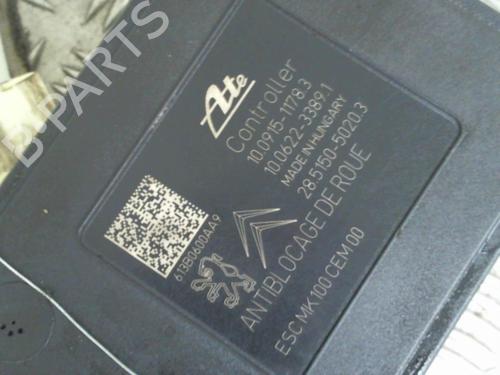 Ate
Controller
10.0915-1178.3
10.0622-3389.1
MADE IN HUNGARY
28.5150-5020.3
613B0600AA9
ANTIBLOCAGE DE ROUE
ESC MK100 CEM 00
B-PARTS